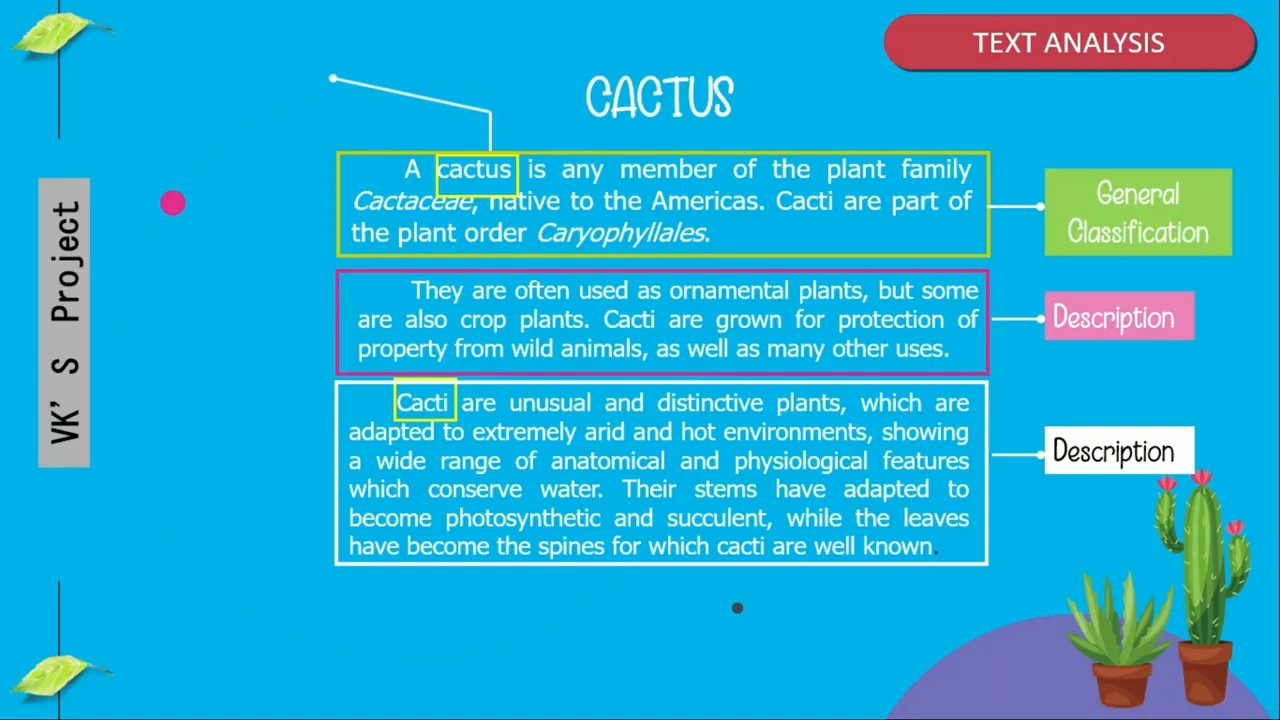 TEXT ANALYSIS
CACTUS
A cactus is any member of the plant family
Cactaceae, native to the Americas. Cacti are part of
the plant order Caryophyllales.
General
Classification
They are often used as ornamental plants, but some
are also crop plants. Cacti are grown for protection of
property from wild animals, as well as many other uses.
Description
Cacti are unusual and distinctive plants, which are
adapted to extremely arid and hot environments, showing
a wide range of anatomical and physiological features
which conserve water. Their stems have adapted to
become photosynthetic and succulent, while the leaves
have become the spines for which cacti are well known.
Description
VK'S Project